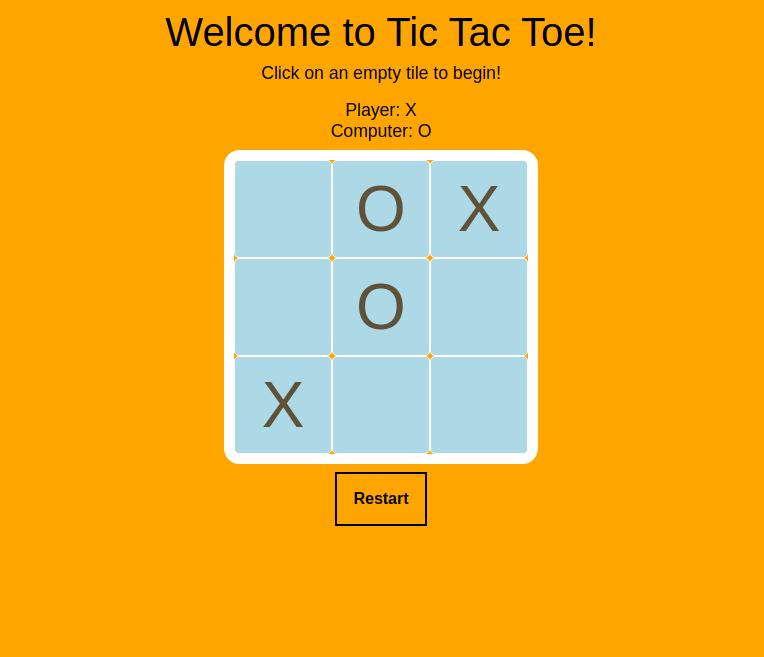 Welcome to Tic Tac Toe!
Click on an empty tile to begin!
Player: X
Computer: O
O X
O
X
Restart